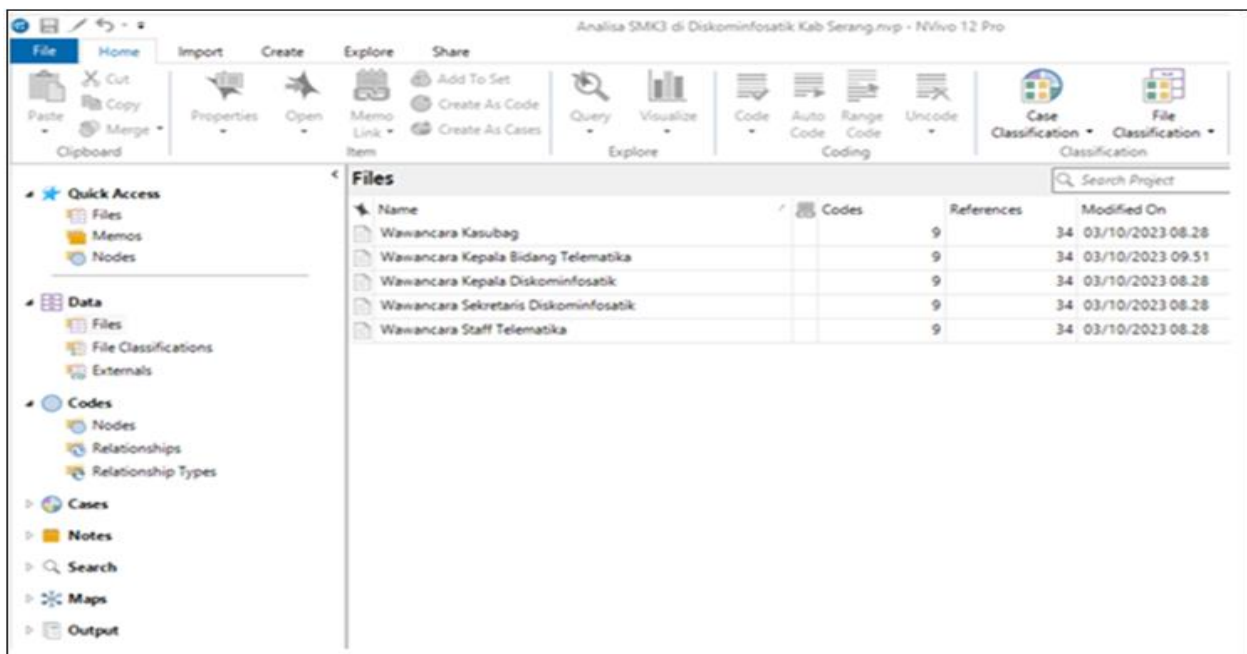 Analisa SMK3 di Diskominfosatik Kab Serang.nvp - NVivo 12 Pro
File Home Import Create Explore Share
Paste
Cut
Copy
Merge
Clipboard
Properties
Open
Memo Link
Add To Set
Create As Code
Create As Cases
Item
Query
Visualize
Explore
Code
Auto Code
Range Code
Uncode
Coding
Case Classification
File Classification
Classification
Quick Access
Files
Memos
Nodes
Data
Files
File Classifications
Externals
Codes
Nodes
Relationships
Relationship Types
Cases
Notes
Search
Maps
Output
Files
Search Project
Name Codes References Modified On
Wawancara Kasubag 9 34 03/10/2023 08.28
Wawancara Kepala Bidang Telematika 9 34 03/10/2023 09.51
Wawancara Kepala Diskominfosatik 9 34 03/10/2023 08.28
Wawancara Sekretaris Diskominfosatik 9 34 03/10/2023 08.28
Wawancara Staff Telematika 9 34 03/10/2023 08.28